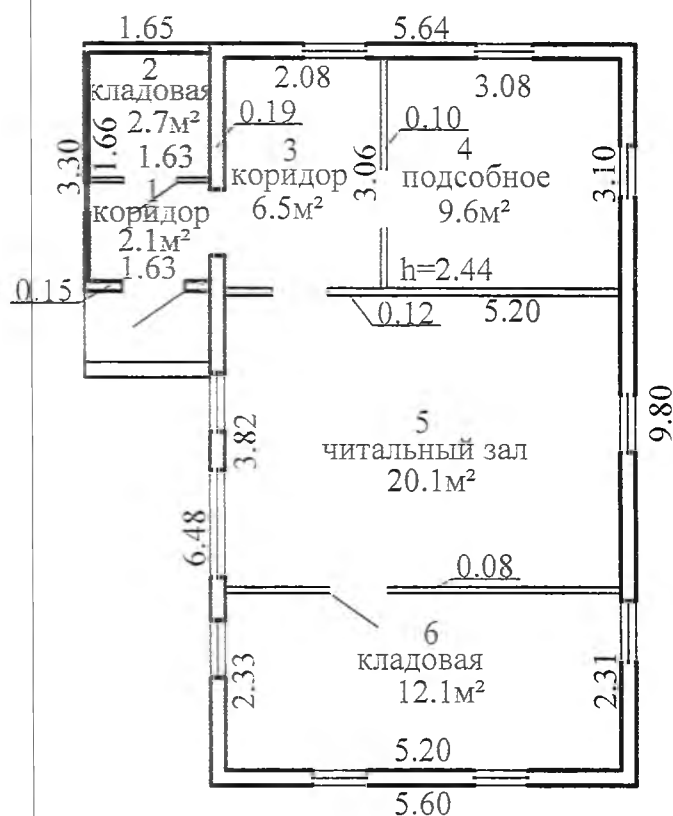 1.65
5.64
2
кладовая
2.7м²
1.66
1.63
3.30
2.08
0.19
3
коридор
6.5м²
3.06
3.08
0.10
4
подсобное
9.6м²
3.10
h=2.44
1
коридор
2.1м²
1.63
0.15
0.12
5.20
5
читальный зал
20.1м²
3.82
6.48
9.80
0.08
6
кладовая
12.1м²
2.33
2.31
5.20
5.60